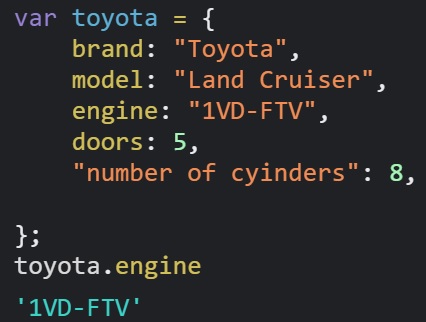 var toyota = {
    brand: "Toyota",
    model: "Land Cruiser",
    engine: "1VD-FTV",
    doors: 5,
    "number of cyinders": 8,
};
toyota.engine
'1VD-FTV'